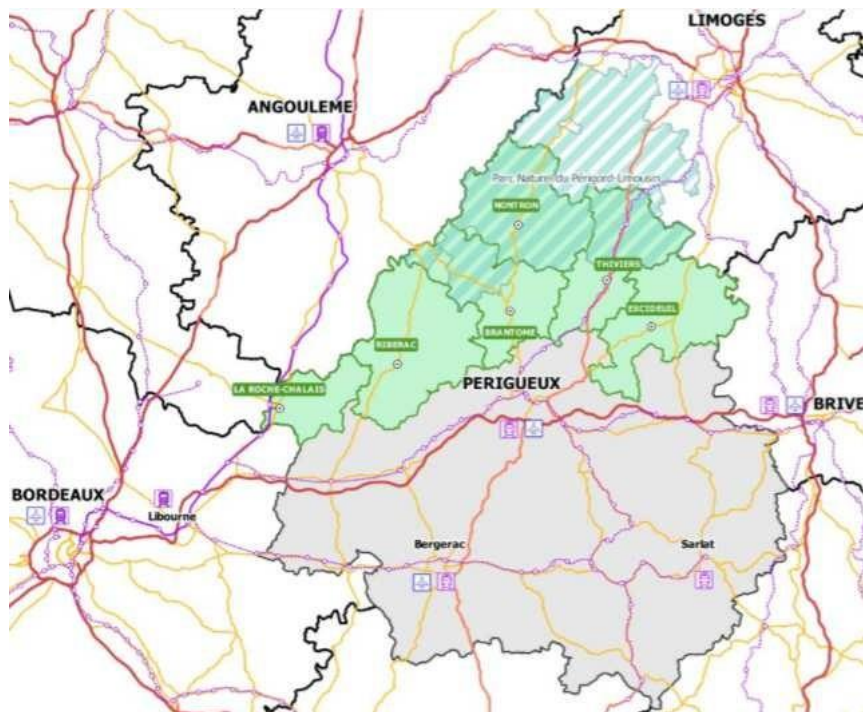 LIMOGES
ANGOULEME
Parc Naturel du Périgord-Limousin
NONTRON
THIVIERS
EXCIDEUIL
BRANTOME
RIBERAC
LA ROCHE-CHALAIS
PERIGUEUX
BRIVE
BORDEAUX
Libourne
Bergerac
Sarlat